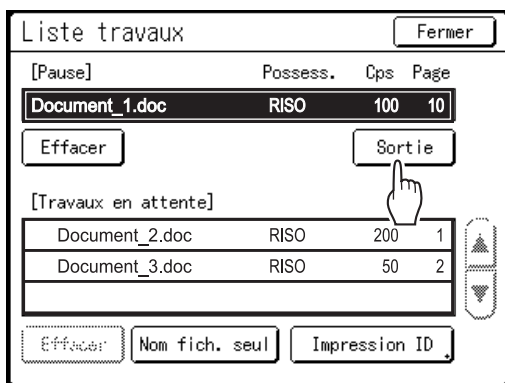 Liste travaux Fermer
[Pause] Possess. Cps Page
Document_1.doc RISO 100 10
Effacer Sortie
[Travaux en attente]
Document_2.doc RISO 200 1
Document_3.doc RISO 50 2
Effacer Nom fich. seul Impression ID